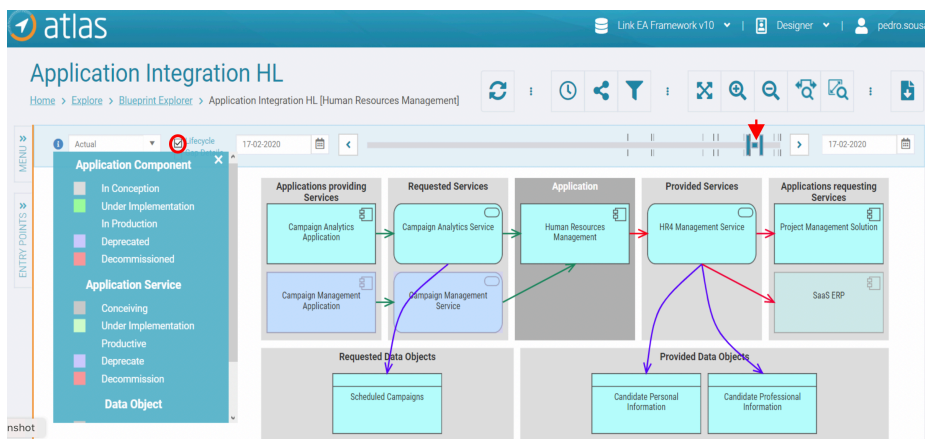 atlas
Link EA Framework v10
Designer
pedro.sousa
Application Integration HL
Home > Explore > Blueprint Explorer > Application Integration HL [Human Resources Management]
MENU
ENTRY POINTS
Actual
Lifecycle
17-02-2020
17-02-2020
Application Component
In Conception
Under Implementation
In Production
Deprecated
Decommissioned
Application Service
Conceiving
Under Implementation
Productive
Deprecate
Decommission
Data Object
Applications providing
Services
Requested Services
Application
Provided Services
Applications requesting
Services
Campaign Analytics
Application
Campaign Analytics Service
Human Resources
Management
HR4 Management Service
Project Management Solution
Campaign Management
Application
Campaign Management
Service
SaaS ERP
Requested Data Objects
Provided Data Objects
Scheduled Campaigns
Candidate Personal
Information
Candidate Professional
Information
nshot